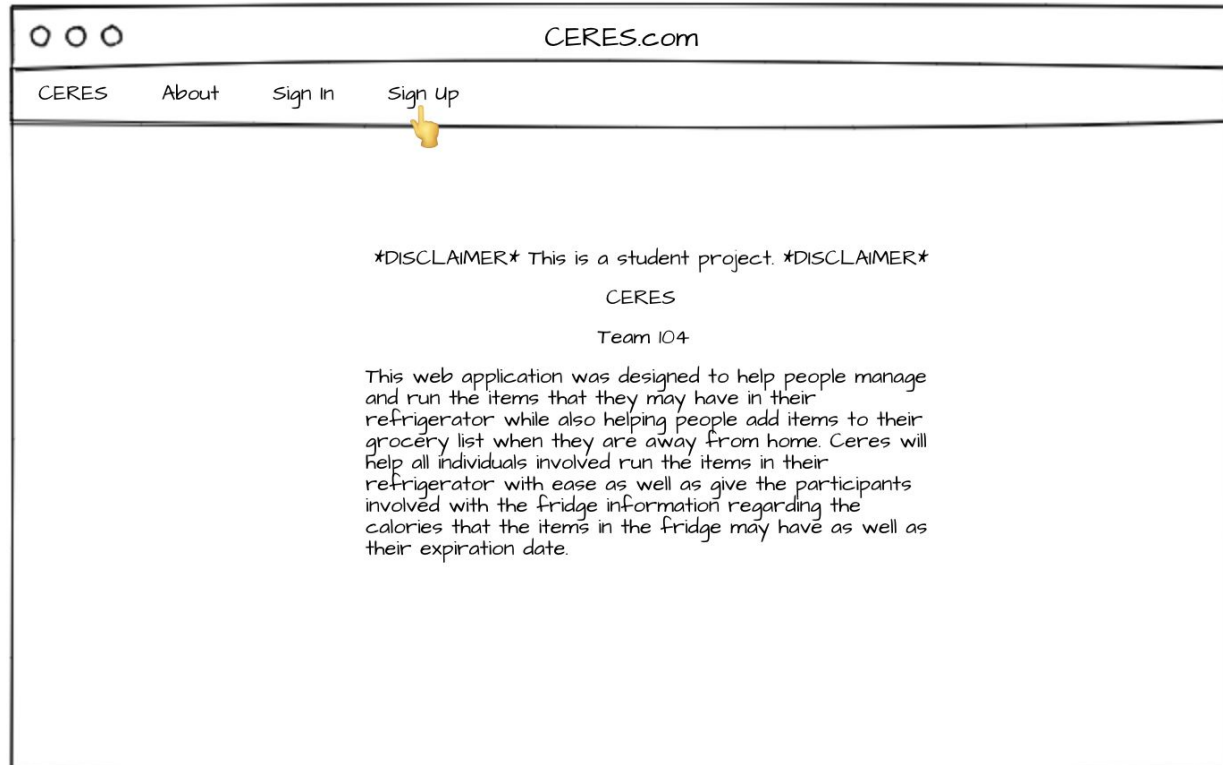 CERES.com
CERES About Sign In Sign Up
*DISCLAIMER* This is a student project. *DISCLAIMER*
CERES
Team 104
This web application was designed to help people manage
and run the items that they may have in their
refrigerator while also helping people add items to their
grocery list when they are away from home. Ceres will
help all individuals involved run the items in their
refrigerator with ease as well as give the participants
involved with the fridge information regarding the
calories that the items in the fridge may have as well as
their expiration date.